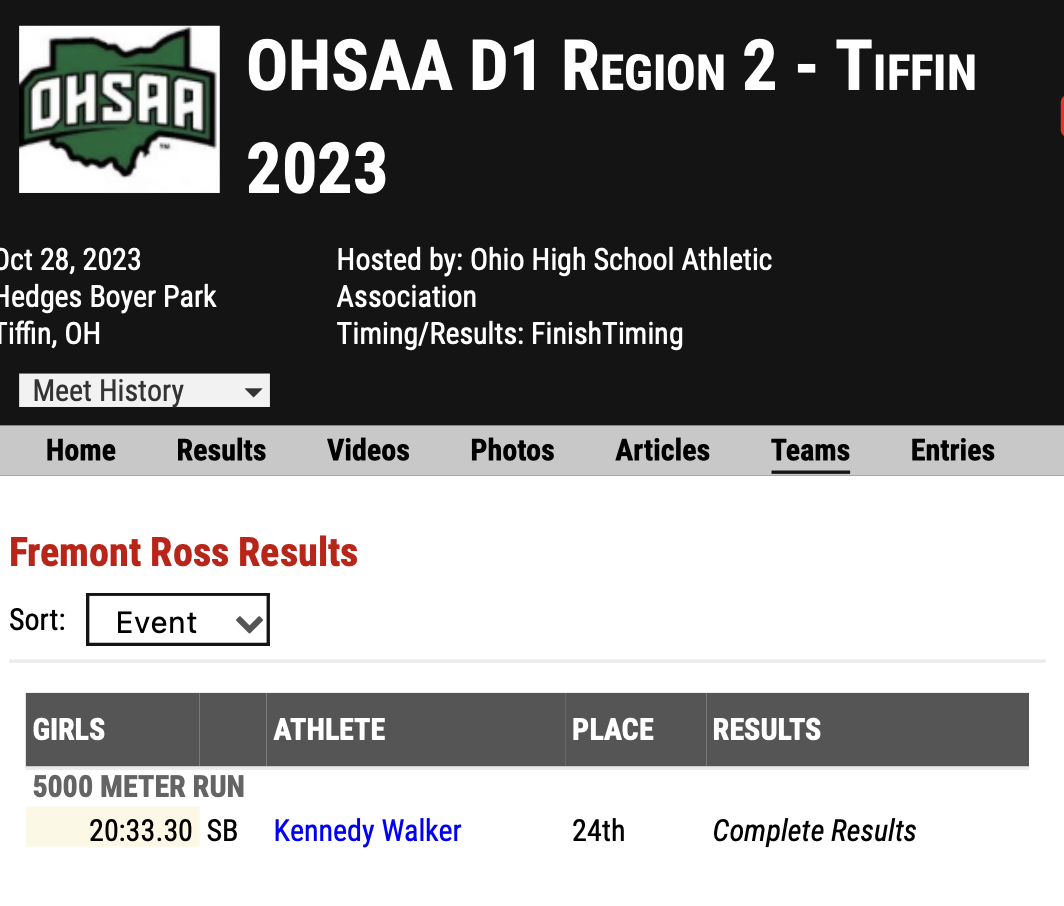 OHSAA
™
OHSAA D1 Region 2 - Tiffin
2023
Oct 28, 2023
Hedges Boyer Park
Tiffin, OH
Hosted by: Ohio High School Athletic
Association
Timing/Results: FinishTiming
Meet History
Home Results Videos Photos Articles Teams Entries
Fremont Ross Results
Sort: Event
GIRLS ATHLETE PLACE RESULTS
5000 METER RUN
20:33.30 SB Kennedy Walker 24th Complete Results